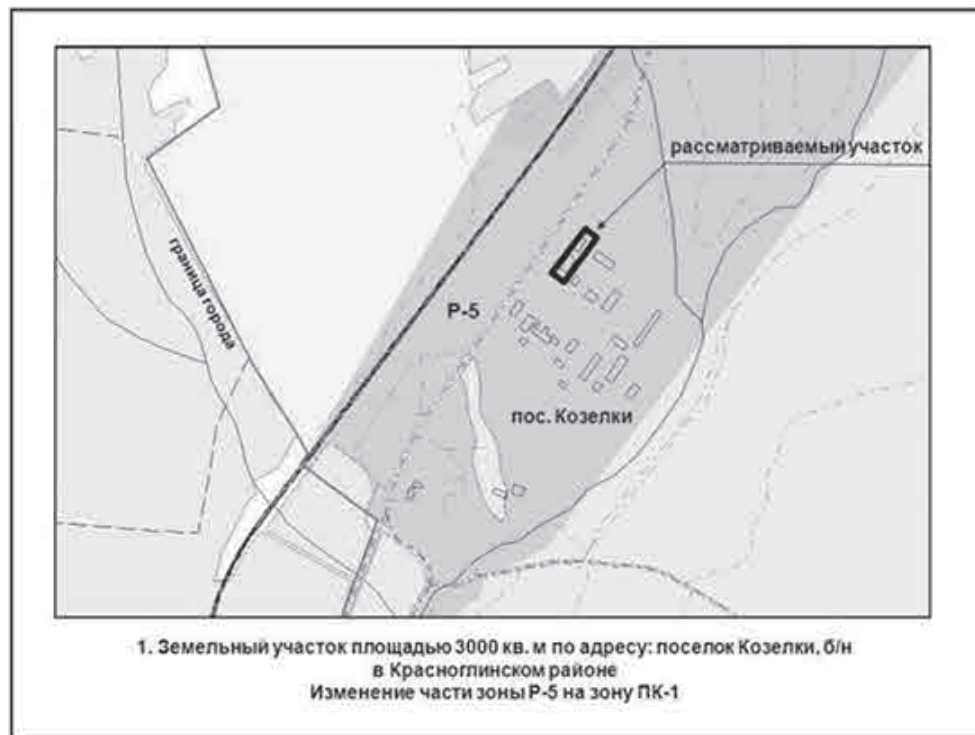 рассматриваемый участок
граница города
Р-5
пос. Козелки
1. Земельный участок площадью 3000 кв. м по адресу: поселок Козелки, б/н
в Красноглинском районе
Изменение части зоны Р-5 на зону ПК-1